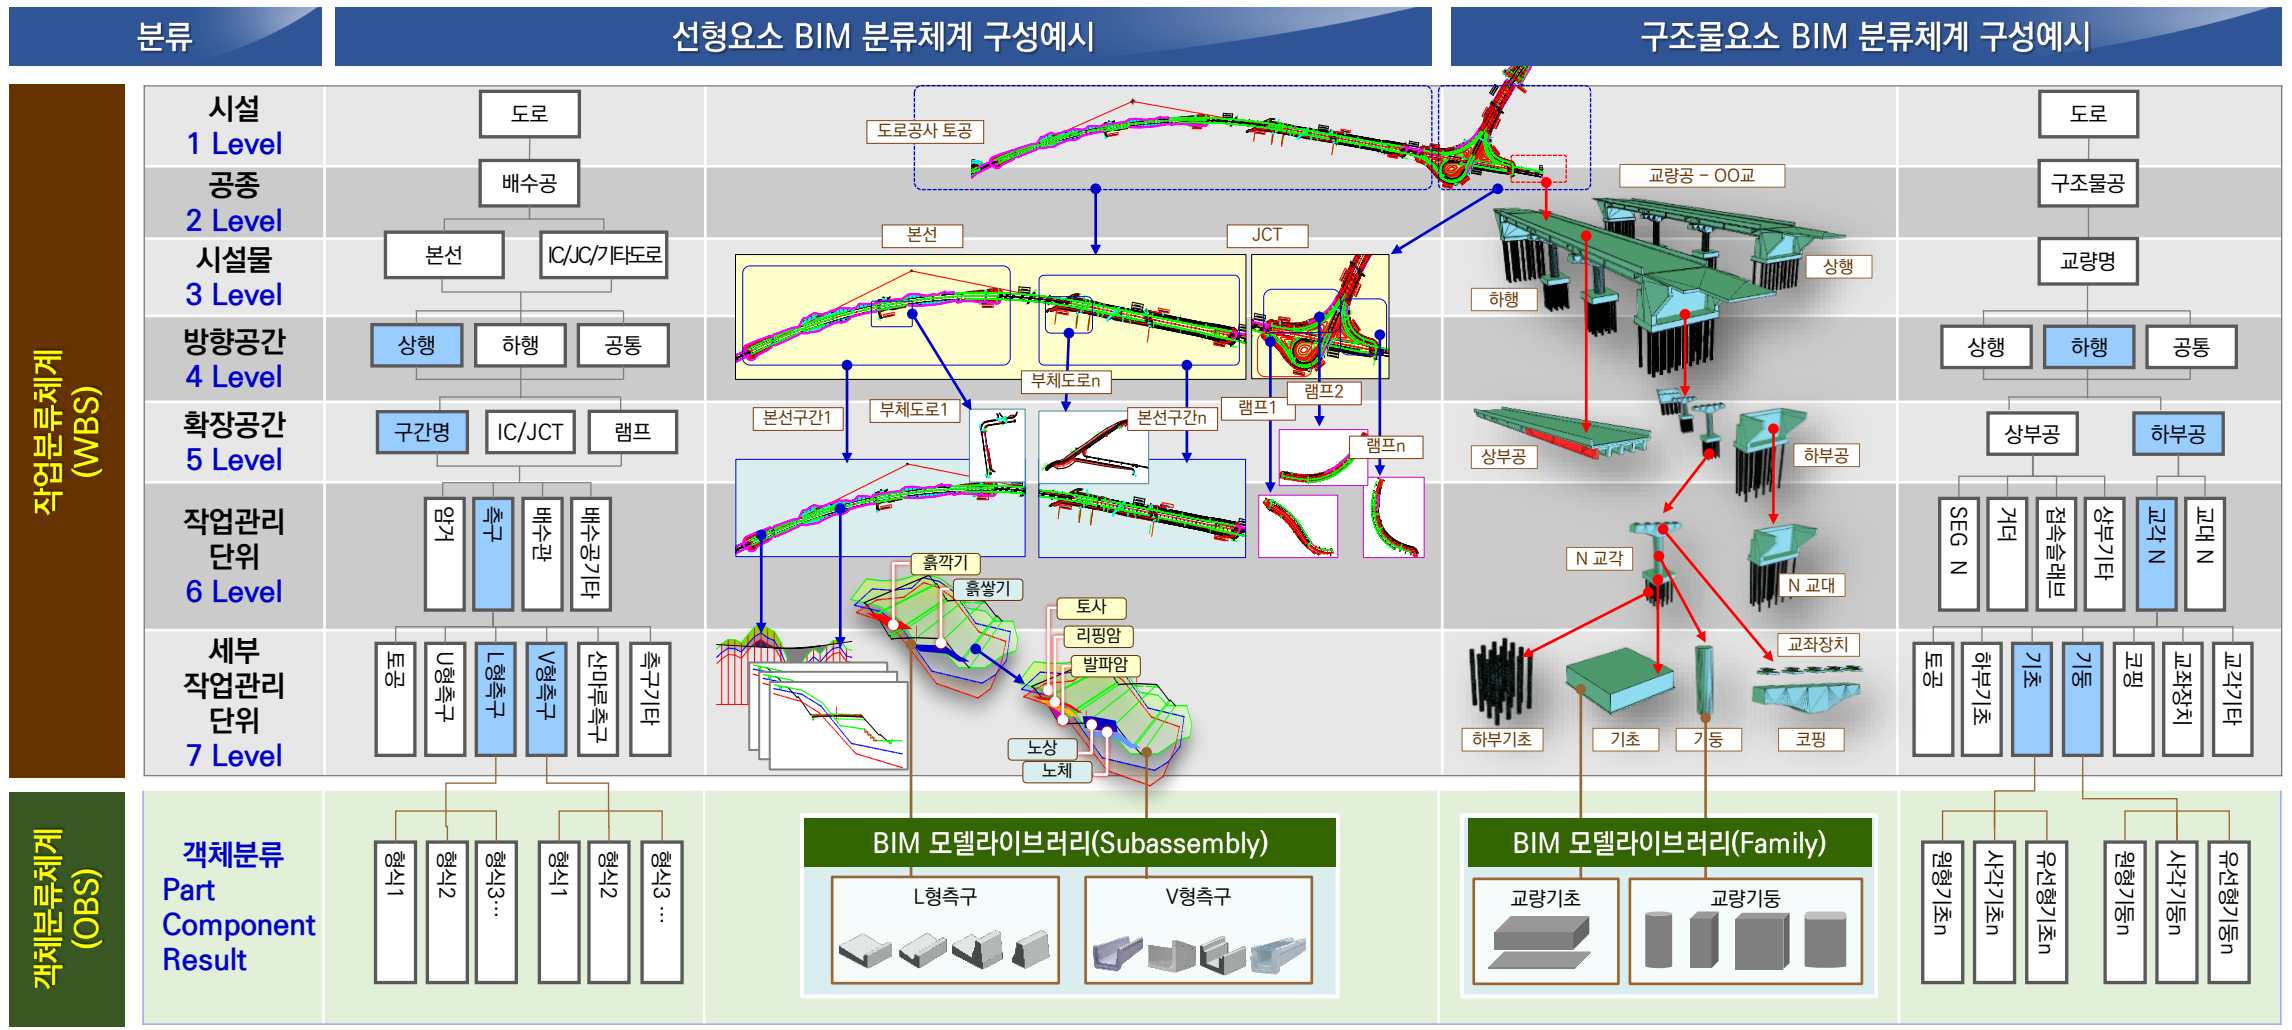 분류
선형요소 BIM 분류체계 구성예시
구조물요소 BIM 분류체계 구성예시
작업분류체계
(WBS)
시설
1 Level
공종
2 Level
시설물
3 Level
방향공간
4 Level
확장공간
5 Level
작업관리
단위
6 Level
세부
작업관리
단위
7 Level
도로
배수공
본선
IC/JC/기타도로
상행
하행
공통
구간명
IC/JCT
램프
암거
측구
배수관
배수공기타
토공
U형측구
L형측구
V형측구
산마루측구
측구기타
도로공사 토공
본선
JCT
부체도로n
본선구간1
부체도로1
본선구간n
램프1
램프2
램프n
흙깍기
흙쌓기
토사
리핑암
발파암
노상
노체
교량공 - OO교
상행
하행
상부공
하부공
N 교각
N 교대
교좌장치
하부기초
기초
기둥
코핑
도로
구조물공
교량명
상행
하행
공통
상부공
하부공
SEG N
거더
접속슬래브
상부기타
교각 N
교대 N
토공
하부기초
기초
기둥
코핑
교좌장치
교각기타
객체분류체계
(OBS)
객체분류
Part
Component
Result
형식1
형식2
형식3...
형식1
형식2
형식3 ...
BIM 모델라이브러리(Subassembly)
L형측구
V형측구
BIM 모델라이브러리(Family)
교량기초
교량기둥
원형기초n
사각기초n
유선형기초n
원형기둥n
사각기둥n
유선형기둥n